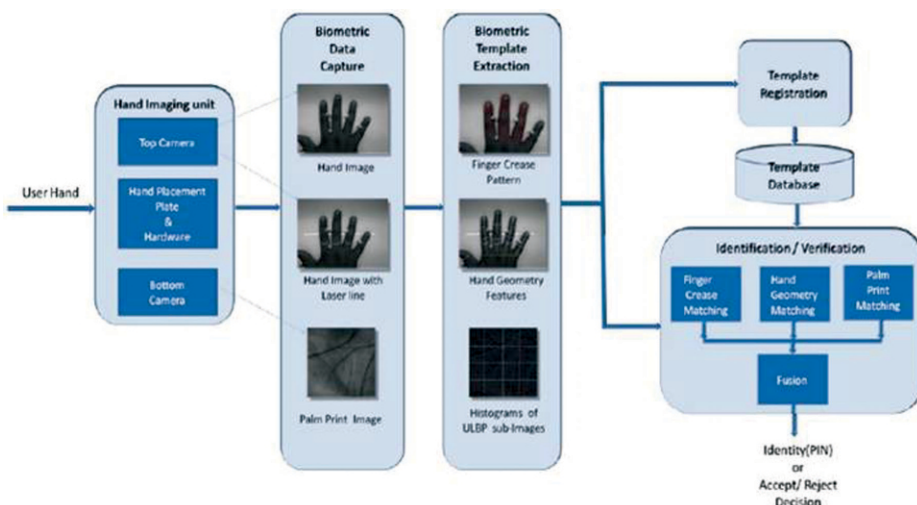 User Hand
Hand Imaging unit
Top Camera
Hand Placement
Plate
&
Hardware
Bottom
Camera
Biometric
Data
Capture
Hand Image
Hand Image with
Laser line
Palm Print Image
Biometric
Template
Extraction
Finger Crease
Pattern
Hand Geometry
Features
Histograms of
ULBP sub-Images
Template
Registration
Template
Database
Identification / Verification
Finger
Crease
Matching
Hand
Geometry
Matching
Palm
Print
Matching
Fusion
Identity(PIN)
or
Accept/ Reject
Decision